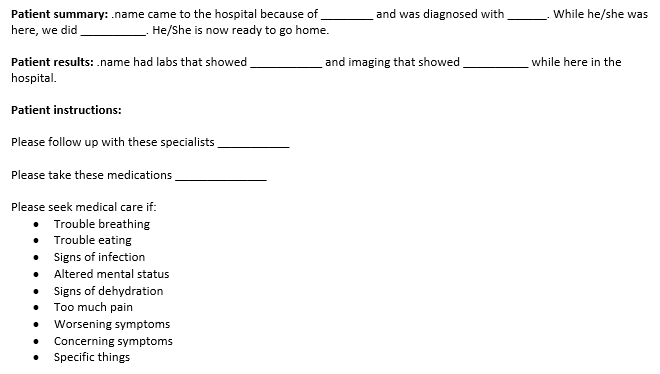 Patient summary: .name came to the hospital because of ________ and was diagnosed with ______. While he/she was
here, we did __________. He/She is now ready to go home.
Patient results: .name had labs that showed ___________ and imaging that showed __________ while here in the
hospital.
Patient instructions:
Please follow up with these specialists ___________
Please take these medications ______________
Please seek medical care if:
• Trouble breathing
• Trouble eating
• Signs of infection
• Altered mental status
• Signs of dehydration
• Too much pain
• Worsening symptoms
• Concerning symptoms
• Specific things